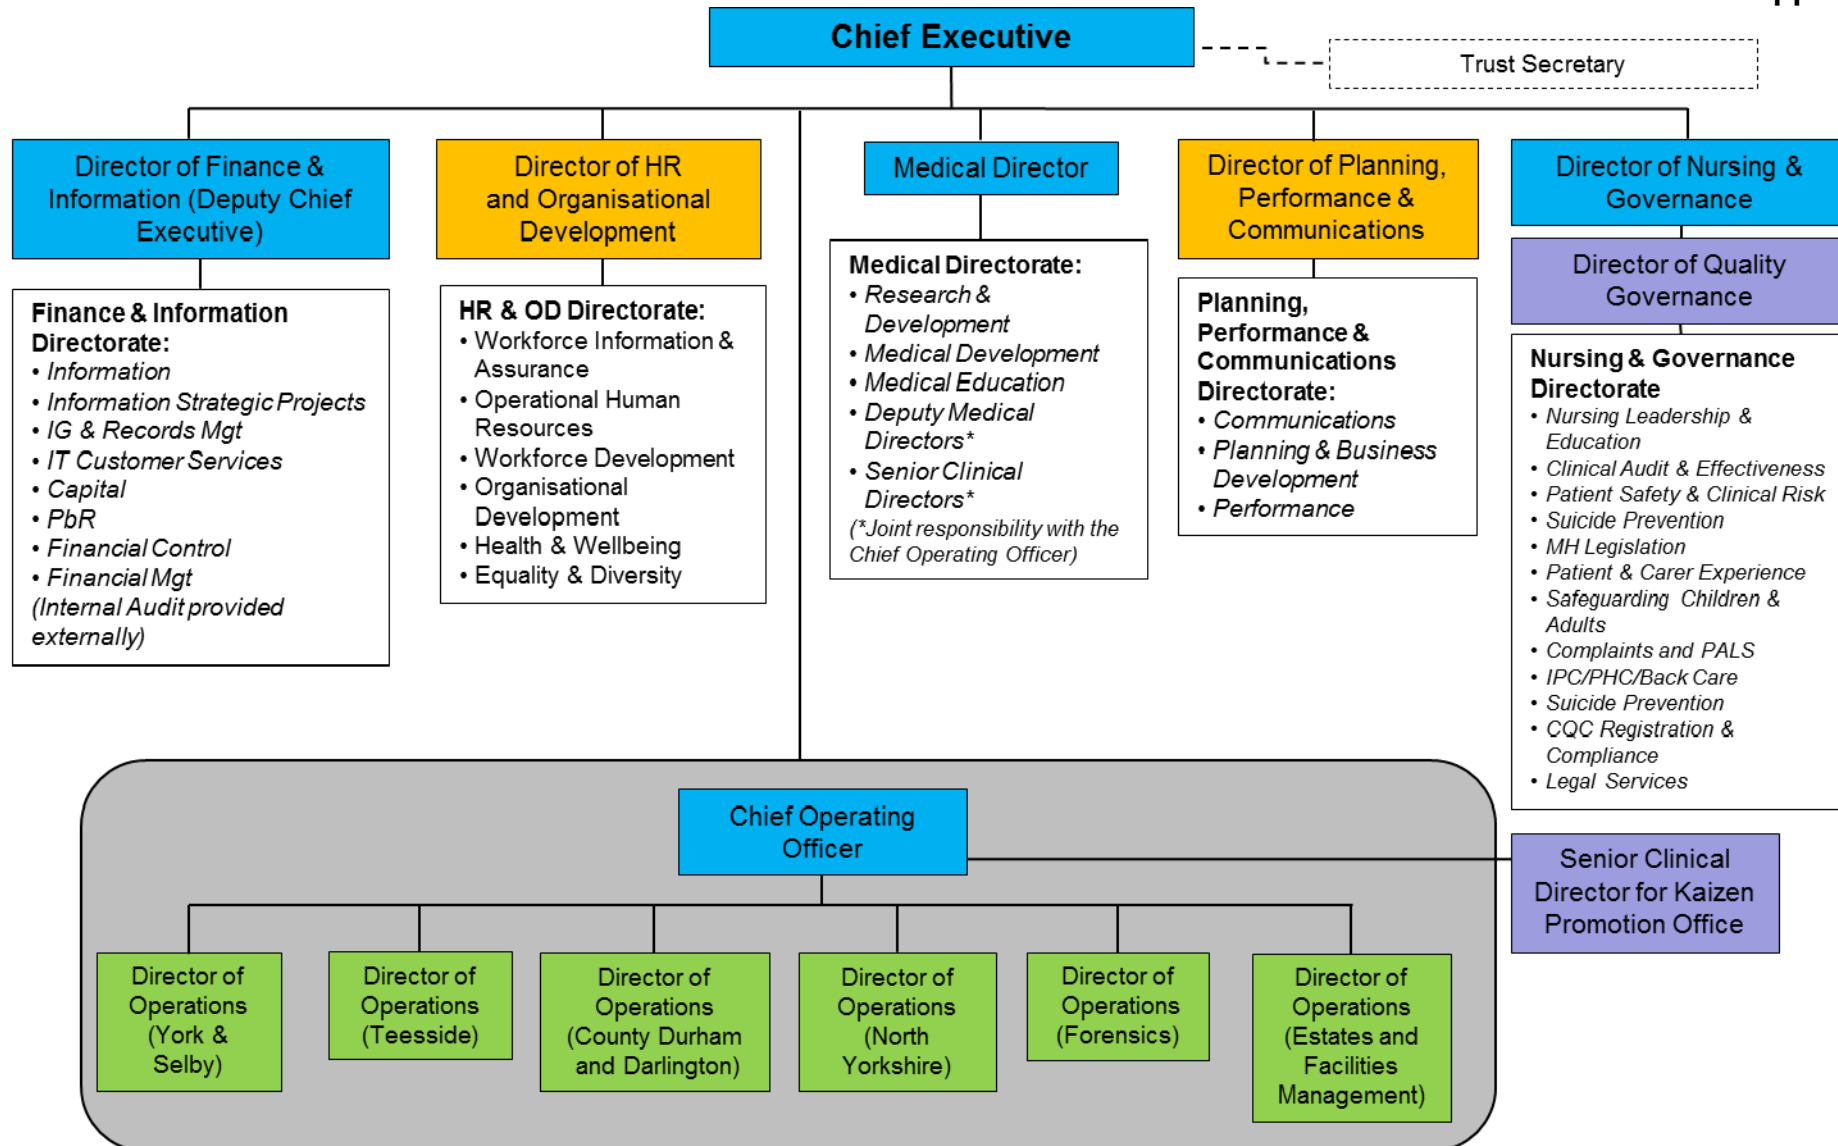 Chief Executive
Trust Secretary
Director of Finance &
Information (Deputy Chief
Executive)
Director of HR
and Organisational
Development
Medical Director
Director of Planning,
Performance &
Communications
Director of Nursing &
Governance
Director of Quality
Governance
Finance & Information
Directorate:
• Information
• Information Strategic Projects
• IG & Records Mgt
• IT Customer Services
• Capital
• PbR
• Financial Control
• Financial Mgt
(Internal Audit provided
externally)
HR & OD Directorate:
• Workforce Information &
Assurance
• Operational Human
Resources
• Workforce Development
• Organisational
Development
• Health & Wellbeing
• Equality & Diversity
Medical Directorate:
• Research &
Development
• Medical Development
• Medical Education
• Deputy Medical
Directors*
• Senior Clinical
Directors*
(*Joint responsibility with the
Chief Operating Officer)
Planning,
Performance &
Communications
Directorate:
• Communications
• Planning & Business
Development
• Performance
Nursing & Governance
Directorate
• Nursing Leadership &
Education
• Clinical Audit & Effectiveness
• Patient Safety & Clinical Risk
• Suicide Prevention
• MH Legislation
• Patient & Carer Experience
• Safeguarding Children &
Adults
• Complaints and PALS
• IPC/PHC/Back Care
• Suicide Prevention
• CQC Registration &
Compliance
• Legal Services
Chief Operating
Officer
Senior Clinical
Director for Kaizen
Promotion Office
Director of
Operations
(York &
Selby)
Director of
Operations
(Teesside)
Director of
Operations
(County Durham
and Darlington)
Director of
Operations
(North
Yorkshire)
Director of
Operations
(Forensics)
Director of
Operations
(Estates and
Facilities
Management)